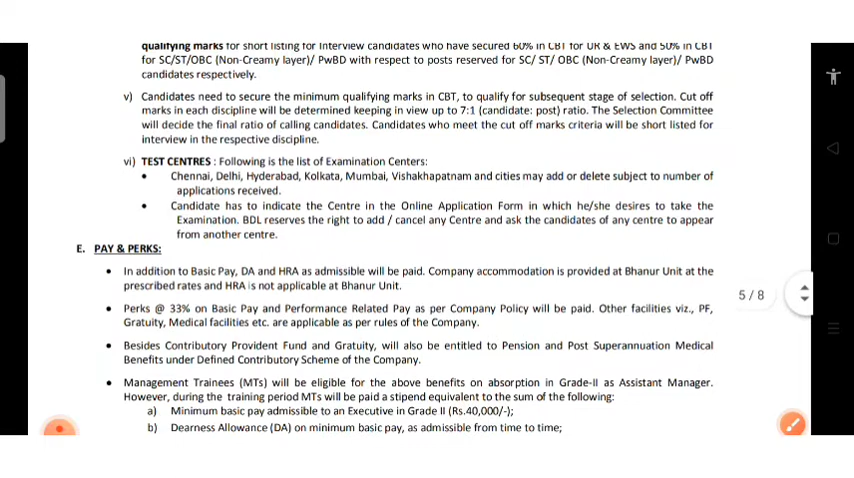 qualifying marks for short listing for Interview candidates who have secured 60% in CBT for UR & EWS and 50% in CBT
for SC/ST/OBC (Non-Creamy layer)/ PwBD with respect to posts reserved for SC/ ST/ OBC (Non-Creamy layer)/ PwBD
candidates respectively.
v) Candidates need to secure the minimum qualifying marks in CBT, to qualify for subsequent stage of selection. Cut off
marks in each discipline will be determined keeping in view up to 7:1 (candidate: post) ratio. The Selection Committee
will decide the final ratio of calling candidates. Candidates who meet the cut off marks criteria will be short listed for
interview in the respective discipline.
vi) TEST CENTRES : Following is the list of Examination Centers:
• Chennai, Delhi, Hyderabad, Kolkata, Mumbai, Vishakhapatnam and cities may add or delete subject to number of
applications received.
• Candidate has to indicate the Centre in the Online Application Form in which he/she desires to take the
Examination. BDL reserves the right to add / cancel any Centre and ask the candidates of any centre to appear
from another centre.
E. PAY & PERKS:
• In addition to Basic Pay, DA and HRA as admissible will be paid. Company accommodation is provided at Bhanur Unit at the
prescribed rates and HRA is not applicable at Bhanur Unit.
5 / 8
• Perks @ 33% on Basic Pay and Performance Related Pay as per Company Policy will be paid. Other facilities viz., PF,
Gratuity, Medical facilities etc. are applicable as per rules of the Company.
• Besides Contributory Provident Fund and Gratuity, will also be entitled to Pension and Post Superannuation Medical
Benefits under Defined Contributory Scheme of the Company.
• Management Trainees (MTs) will be eligible for the above benefits on absorption in Grade-II as Assistant Manager.
However, during the training period MTs will be paid a stipend equivalent to the sum of the following:
a) Minimum basic pay admissible to an Executive in Grade II (Rs.40,000/-);
b) Dearness Allowance (DA) on minimum basic pay, as admissible from time to time;